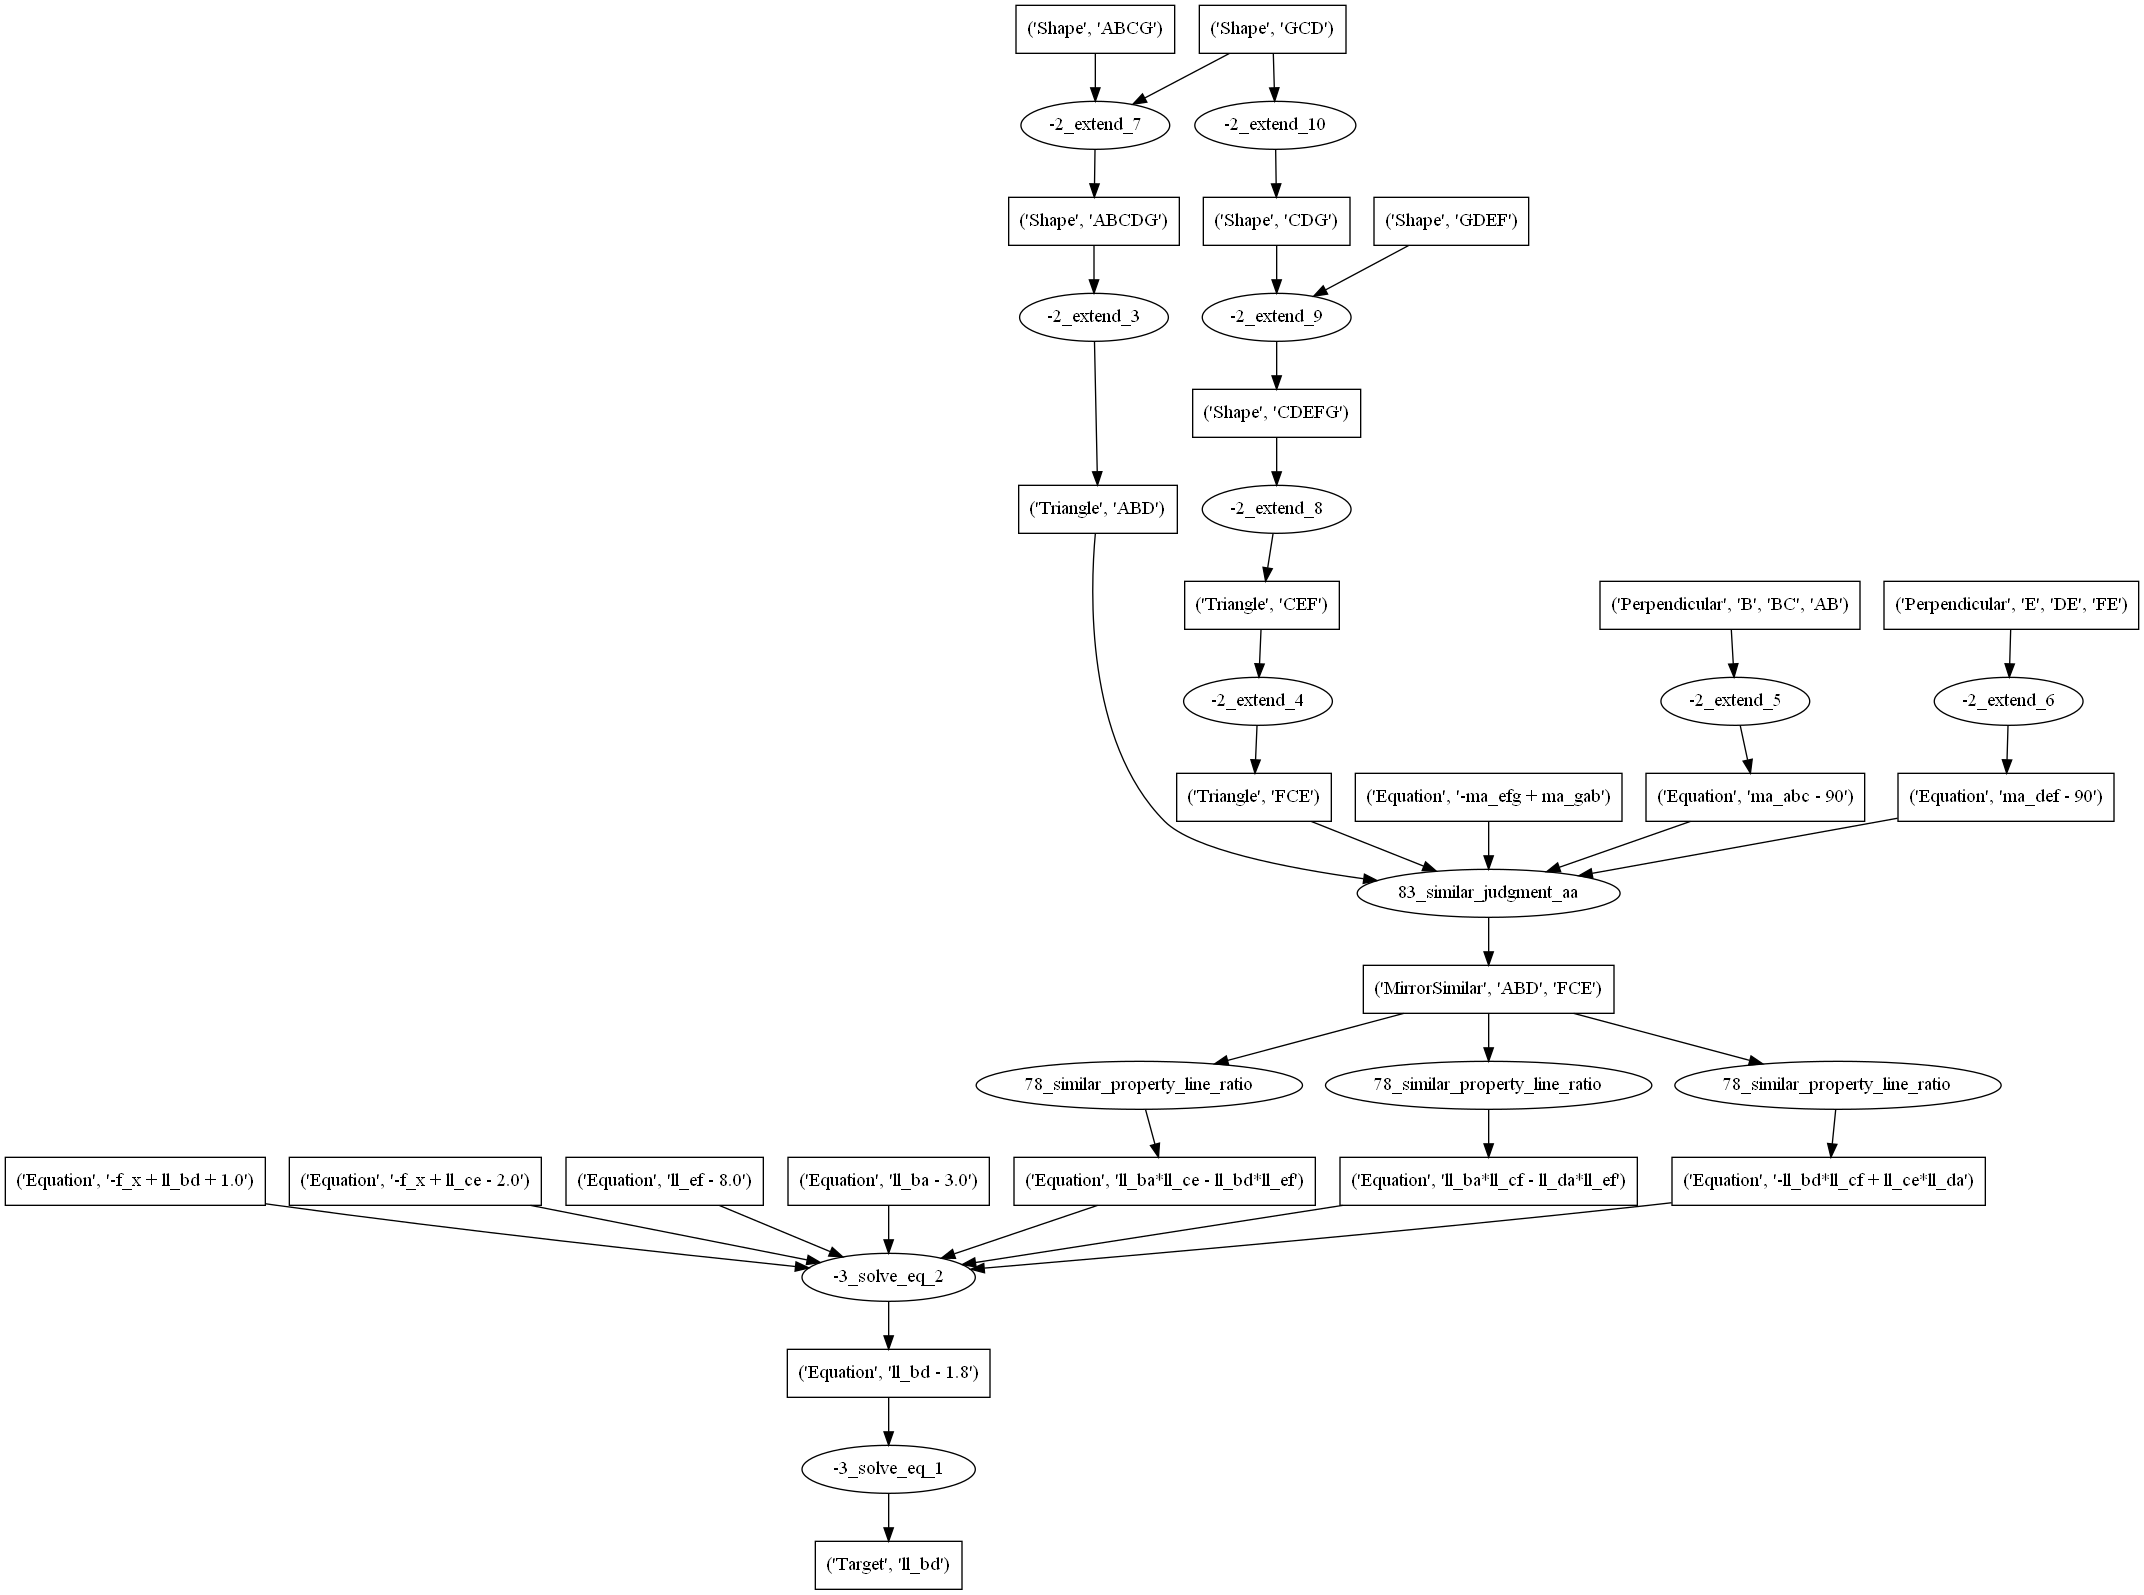 ('Shape', 'ABCG')
('Shape', 'GCD')
-2_extend_7
-2_extend_10
('Shape', 'ABCDG')
('Shape', 'CDG')
('Shape', 'GDEF')
-2_extend_3
-2_extend_9
('Shape', 'CDEFG')
('Triangle', 'ABD')
-2_extend_8
('Triangle', 'CEF')
('Perpendicular', 'B', 'BC', 'AB')
('Perpendicular', 'E', 'DE', 'FE')
-2_extend_4
-2_extend_5
-2_extend_6
('Triangle', 'FCE')
('Equation', '-ma_efg + ma_gab')
('Equation', 'ma_abc - 90')
('Equation', 'ma_def - 90')
83_similar_judgment_aa
('MirrorSimilar', 'ABD', 'FCE')
78_similar_property_line_ratio
78_similar_property_line_ratio
78_similar_property_line_ratio
('Equation', '-f_x + ll_bd + 1.0')
('Equation', '-f_x + ll_ce - 2.0')
('Equation', 'll_ef - 8.0')
('Equation', 'll_ba - 3.0')
('Equation', 'll_ba*ll_ce - ll_bd*ll_ef')
('Equation', 'll_ba*ll_cf - ll_da*ll_ef')
('Equation', '-ll_bd*ll_cf + ll_ce*ll_da')
-3_solve_eq_2
('Equation', 'll_bd - 1.8')
-3_solve_eq_1
('Target', 'll_bd')